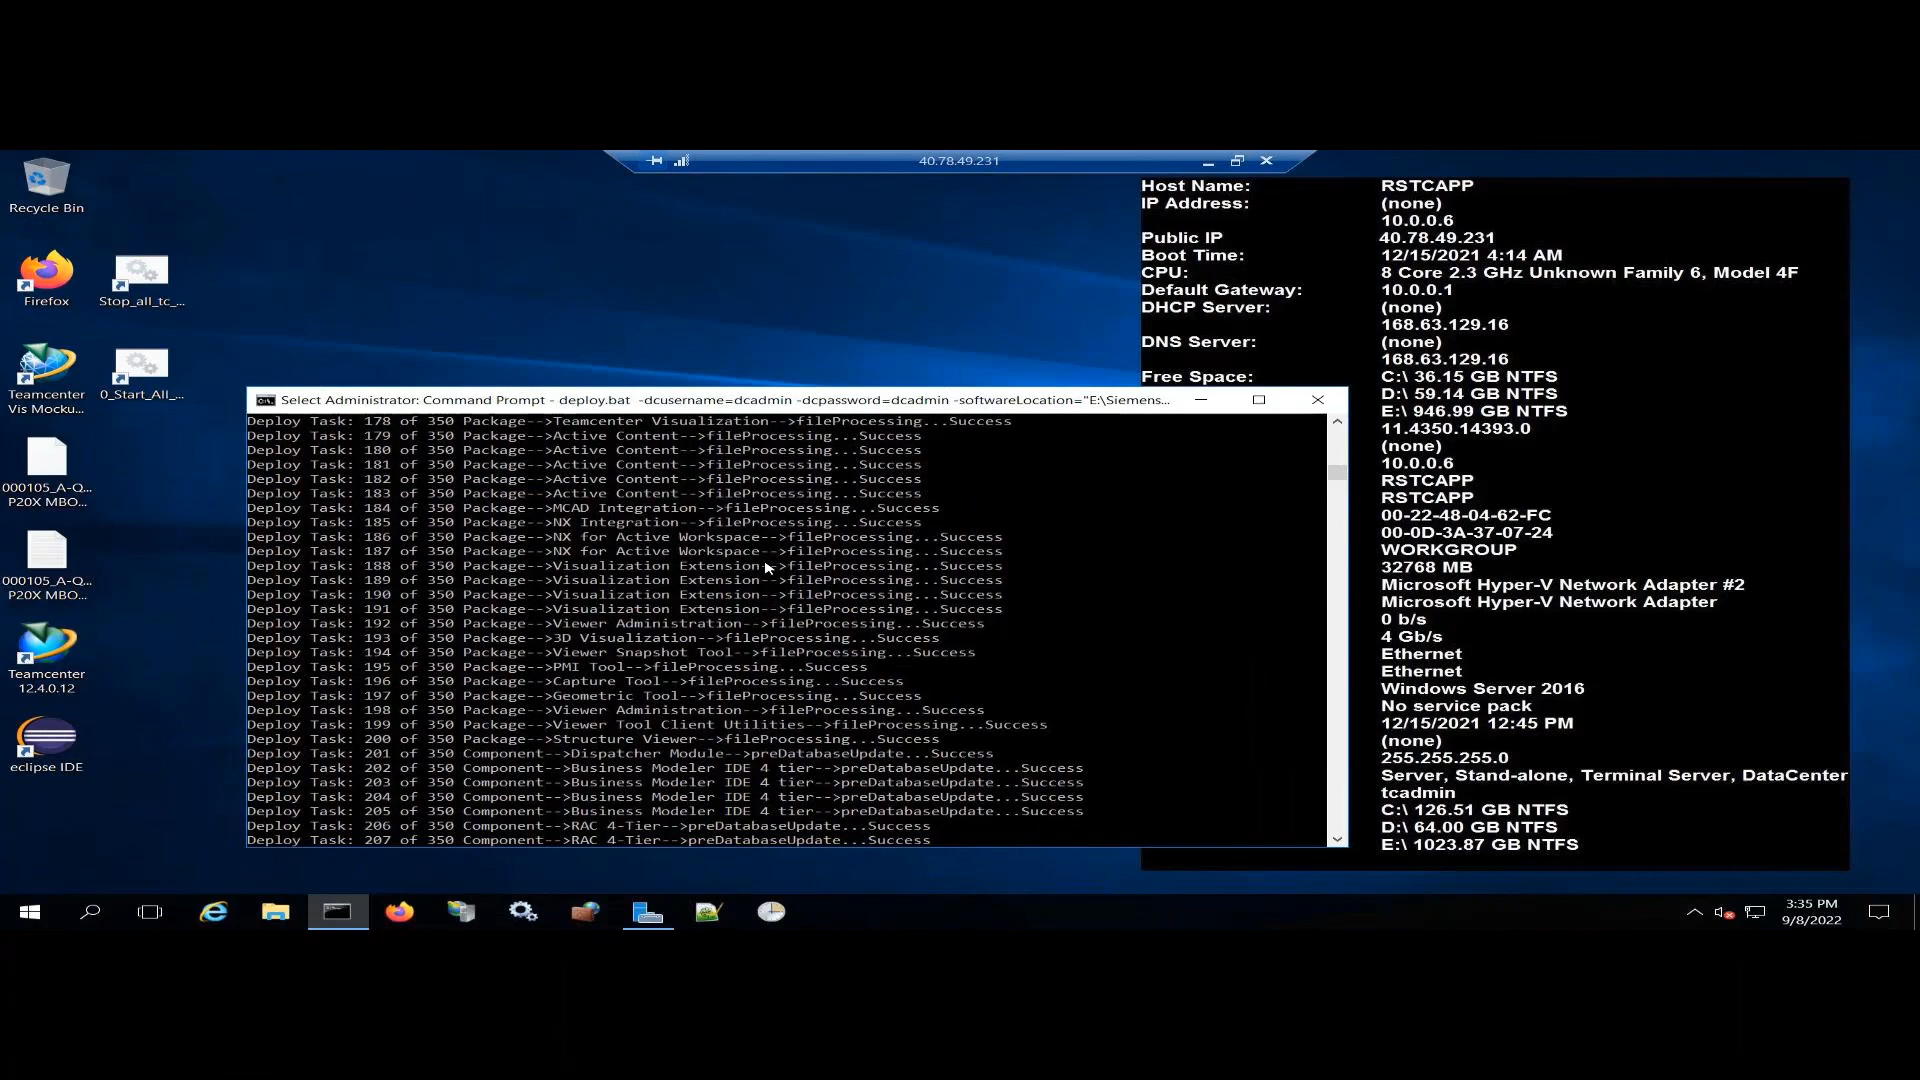 40.78.49.231
Recycle Bin
Firefox
Stop_all_tc_...
Teamcenter
Vis Mocku...
0_Start_All_...
000105_A-Q...
P20X MBO...
000105_A-Q...
P20X MBO...
Teamcenter
12.4.0.12
eclipse IDE
Host Name: RSTCAPP
IP Address: (none)
10.0.0.6
Public IP 40.78.49.231
Boot Time: 12/15/2021 4:14 AM
CPU: 8 Core 2.3 GHz Unknown Family 6, Model 4F
Default Gateway: 10.0.0.1
DHCP Server: (none)
168.63.129.16
DNS Server: (none)
168.63.129.16
Free Space: C:\ 36.15 GB NTFS
D:\ 59.14 GB NTFS
E:\ 946.99 GB NTFS
11.4350.14393.0
(none)
10.0.0.6
RSTCAPP
RSTCAPP
00-22-48-04-62-FC
00-0D-3A-37-07-24
WORKGROUP
32768 MB
Microsoft Hyper-V Network Adapter #2
Microsoft Hyper-V Network Adapter
0 b/s
4 Gb/s
Ethernet
Ethernet
Windows Server 2016
No service pack
12/15/2021 12:45 PM
(none)
255.255.255.0
Server, Stand-alone, Terminal Server, DataCenter
tcadmin
C:\ 126.51 GB NTFS
D:\ 64.00 GB NTFS
E:\ 1023.87 GB NTFS
Select Administrator: Command Prompt - deploy.bat -dcusername=dcadmin -dcpassword=dcadmin -softwareLocation="E:\Siemens...
Deploy Task: 178 of 350 Package-->Teamcenter Visualization-->fileProcessing...Success
Deploy Task: 179 of 350 Package-->Active Content-->fileProcessing...Success
Deploy Task: 180 of 350 Package-->Active Content-->fileProcessing...Success
Deploy Task: 181 of 350 Package-->Active Content-->fileProcessing...Success
Deploy Task: 182 of 350 Package-->Active Content-->fileProcessing...Success
Deploy Task: 183 of 350 Package-->Active Content-->fileProcessing...Success
Deploy Task: 184 of 350 Package-->MCAD Integration-->fileProcessing...Success
Deploy Task: 185 of 350 Package-->NX Integration-->fileProcessing...Success
Deploy Task: 186 of 350 Package-->NX for Active Workspace-->fileProcessing...Success
Deploy Task: 187 of 350 Package-->NX for Active Workspace-->fileProcessing...Success
Deploy Task: 188 of 350 Package-->Visualization Extension-->fileProcessing...Success
Deploy Task: 189 of 350 Package-->Visualization Extension-->fileProcessing...Success
Deploy Task: 190 of 350 Package-->Visualization Extension-->fileProcessing...Success
Deploy Task: 191 of 350 Package-->Visualization Extension-->fileProcessing...Success
Deploy Task: 192 of 350 Package-->Viewer Administration-->fileProcessing...Success
Deploy Task: 193 of 350 Package-->3D Visualization-->fileProcessing...Success
Deploy Task: 194 of 350 Package-->Viewer Snapshot Tool-->fileProcessing...Success
Deploy Task: 195 of 350 Package-->PMI Tool-->fileProcessing...Success
Deploy Task: 196 of 350 Package-->Capture Tool-->fileProcessing...Success
Deploy Task: 197 of 350 Package-->Geometric Tool-->fileProcessing...Success
Deploy Task: 198 of 350 Package-->Viewer Administration-->fileProcessing...Success
Deploy Task: 199 of 350 Package-->Viewer Tool Client Utilities-->fileProcessing...Success
Deploy Task: 200 of 350 Package-->Structure Viewer-->fileProcessing...Success
Deploy Task: 201 of 350 Component-->Dispatcher Module-->preDatabaseUpdate...Success
Deploy Task: 202 of 350 Component-->Business Modeler IDE 4 tier-->preDatabaseUpdate...Success
Deploy Task: 203 of 350 Component-->Business Modeler IDE 4 tier-->preDatabaseUpdate...Success
Deploy Task: 204 of 350 Component-->Business Modeler IDE 4 tier-->preDatabaseUpdate...Success
Deploy Task: 205 of 350 Component-->Business Modeler IDE 4 tier-->preDatabaseUpdate...Success
Deploy Task: 206 of 350 Component-->RAC 4-Tier-->preDatabaseUpdate...Success
Deploy Task: 207 of 350 Component-->RAC 4-Tier-->preDatabaseUpdate...Success
3:35 PM
9/8/2022